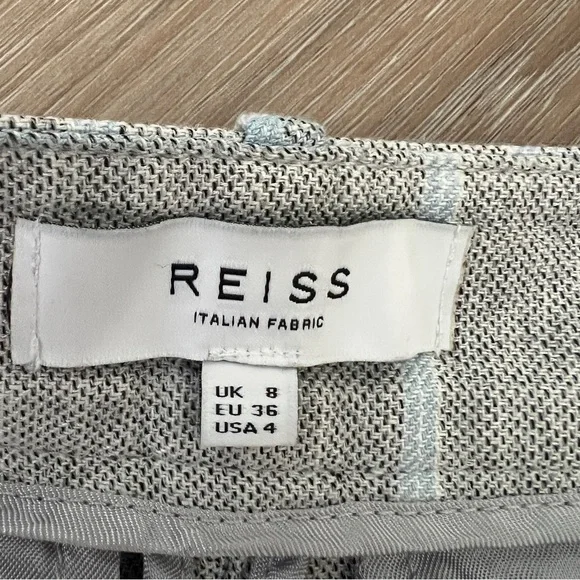 REISS
ITALIAN FABRIC
UK 8
EU 36
USA 4